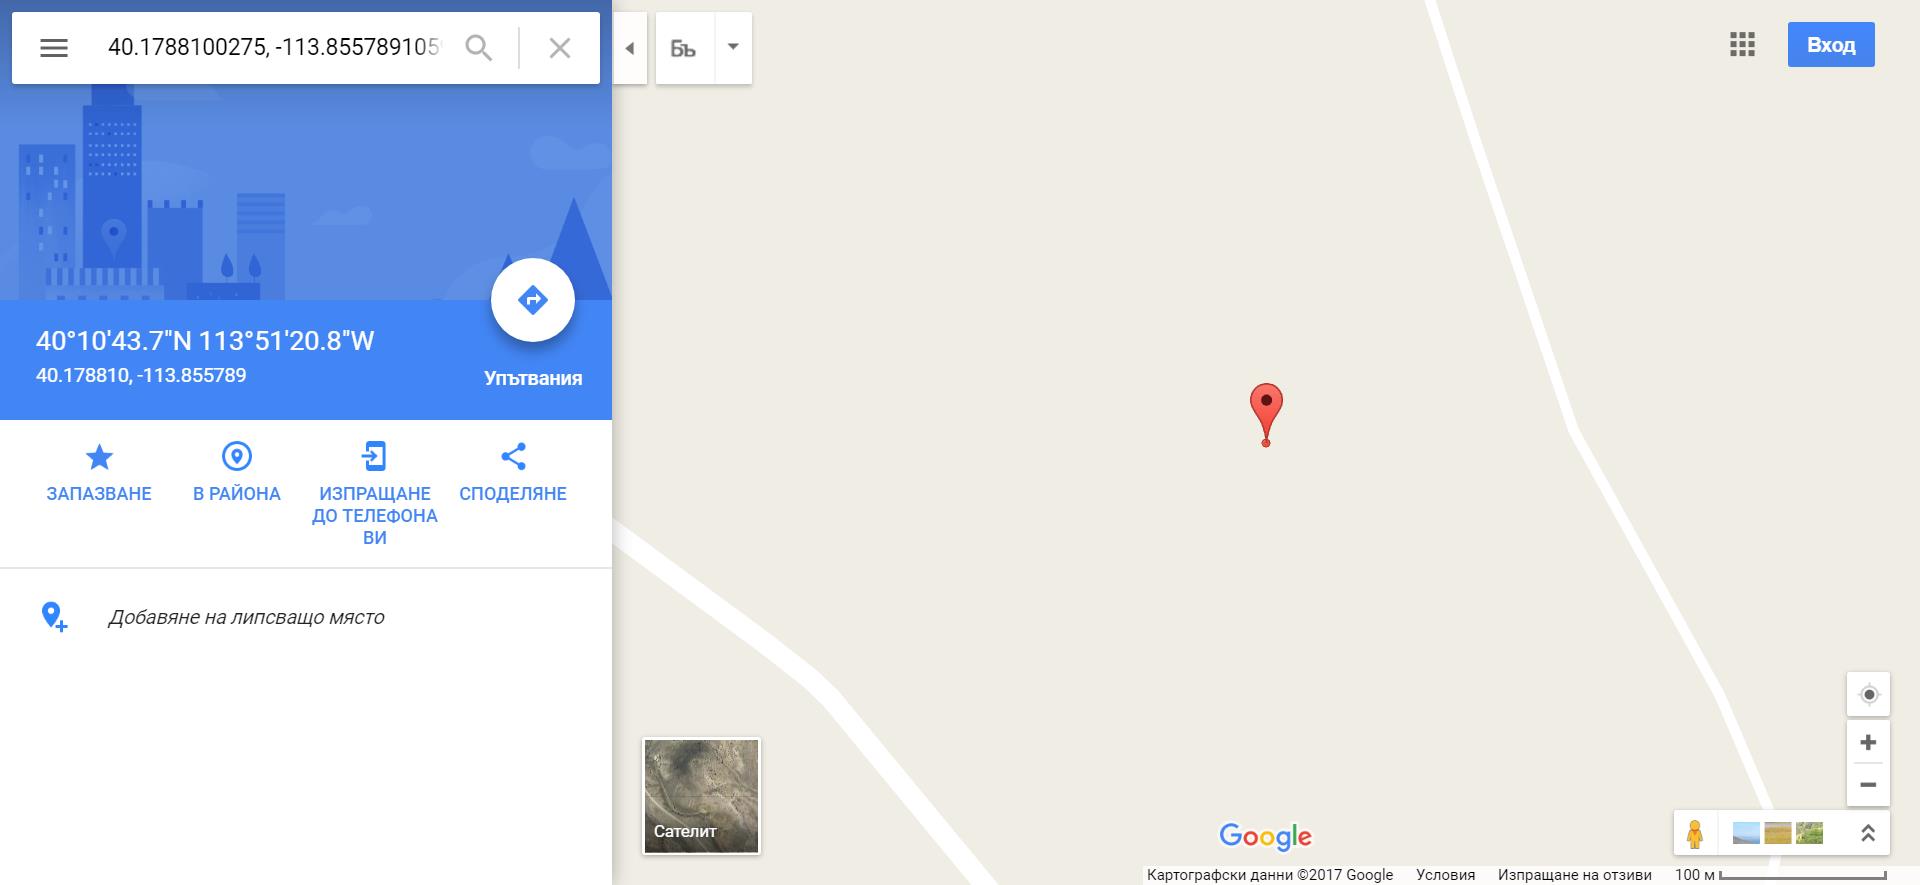 40.1788100275, -113.855789105
Бъ
Вход
40°10'43.7"N 113°51'20.8"W
40.178810, -113.855789
Упътвания
ЗАПАЗВАНЕ
В РАЙОНА
ИЗПРАЩАНЕ
ДО ТЕЛЕФОНА
ВИ
СПОДЕЛЯНЕ
Добавяне на липсващо място
Сателит
Google
Картографски данни ©2017 Google Условия Изпращане на отзиви 100 м